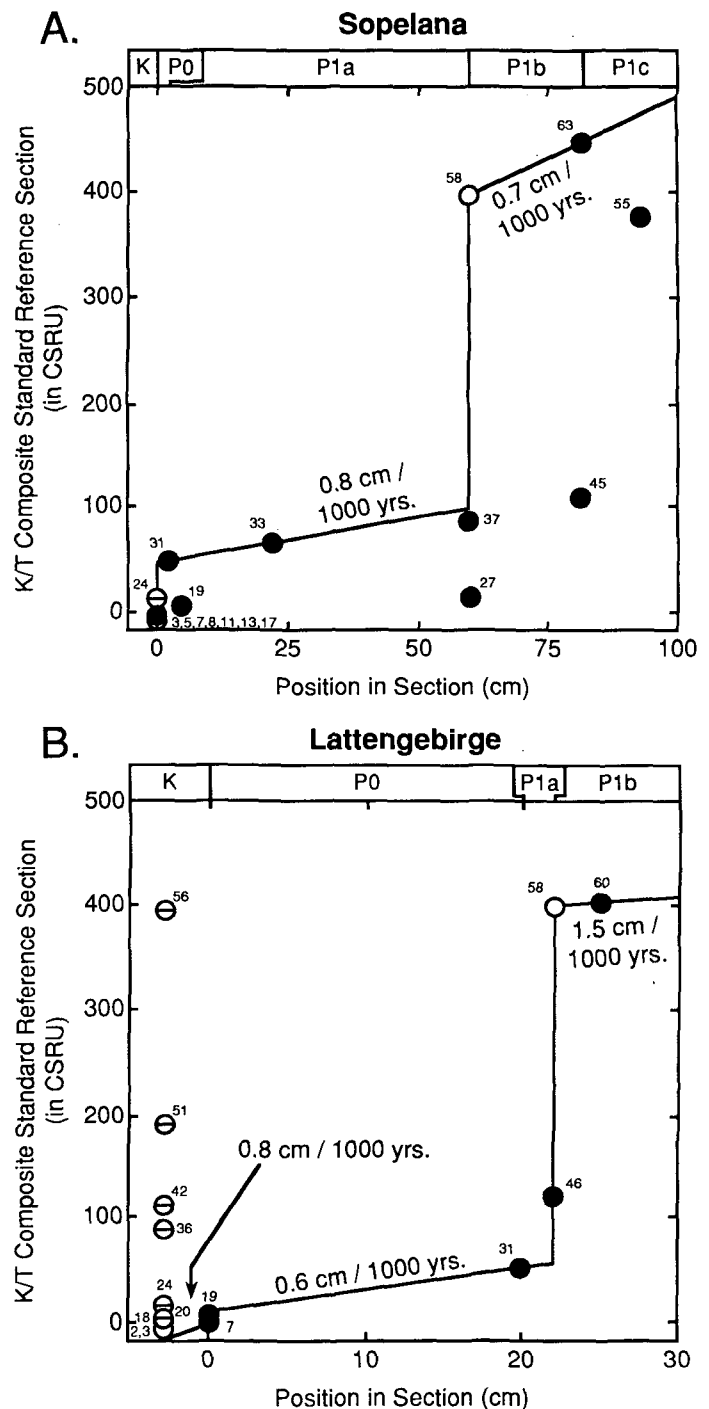 A.
Sopelana
K P0 P1a P1b P1c
K/T Composite Standard Reference Section
(in CSRU)
500
400
300
200
100
0
58
63
0.7 cm /
1000 yrs.
55
0.8 cm /
1000 yrs.
45
31
33
37
24
19
27
3,5,7,8,11,13,17
0 25 50 75 100
Position in Section (cm)
B.
Lattengebirge
K P0 P1a P1b
K/T Composite Standard Reference Section
(in CSRU)
500
400
300
200
100
0
56
58
60
1.5 cm /
1000 yrs.
51
0.8 cm / 1000 yrs.
42
36
46
31
24
0.6 cm / 1000 yrs.
20
19
18
2,3
7
0 10 20 30
Position in Section (cm)